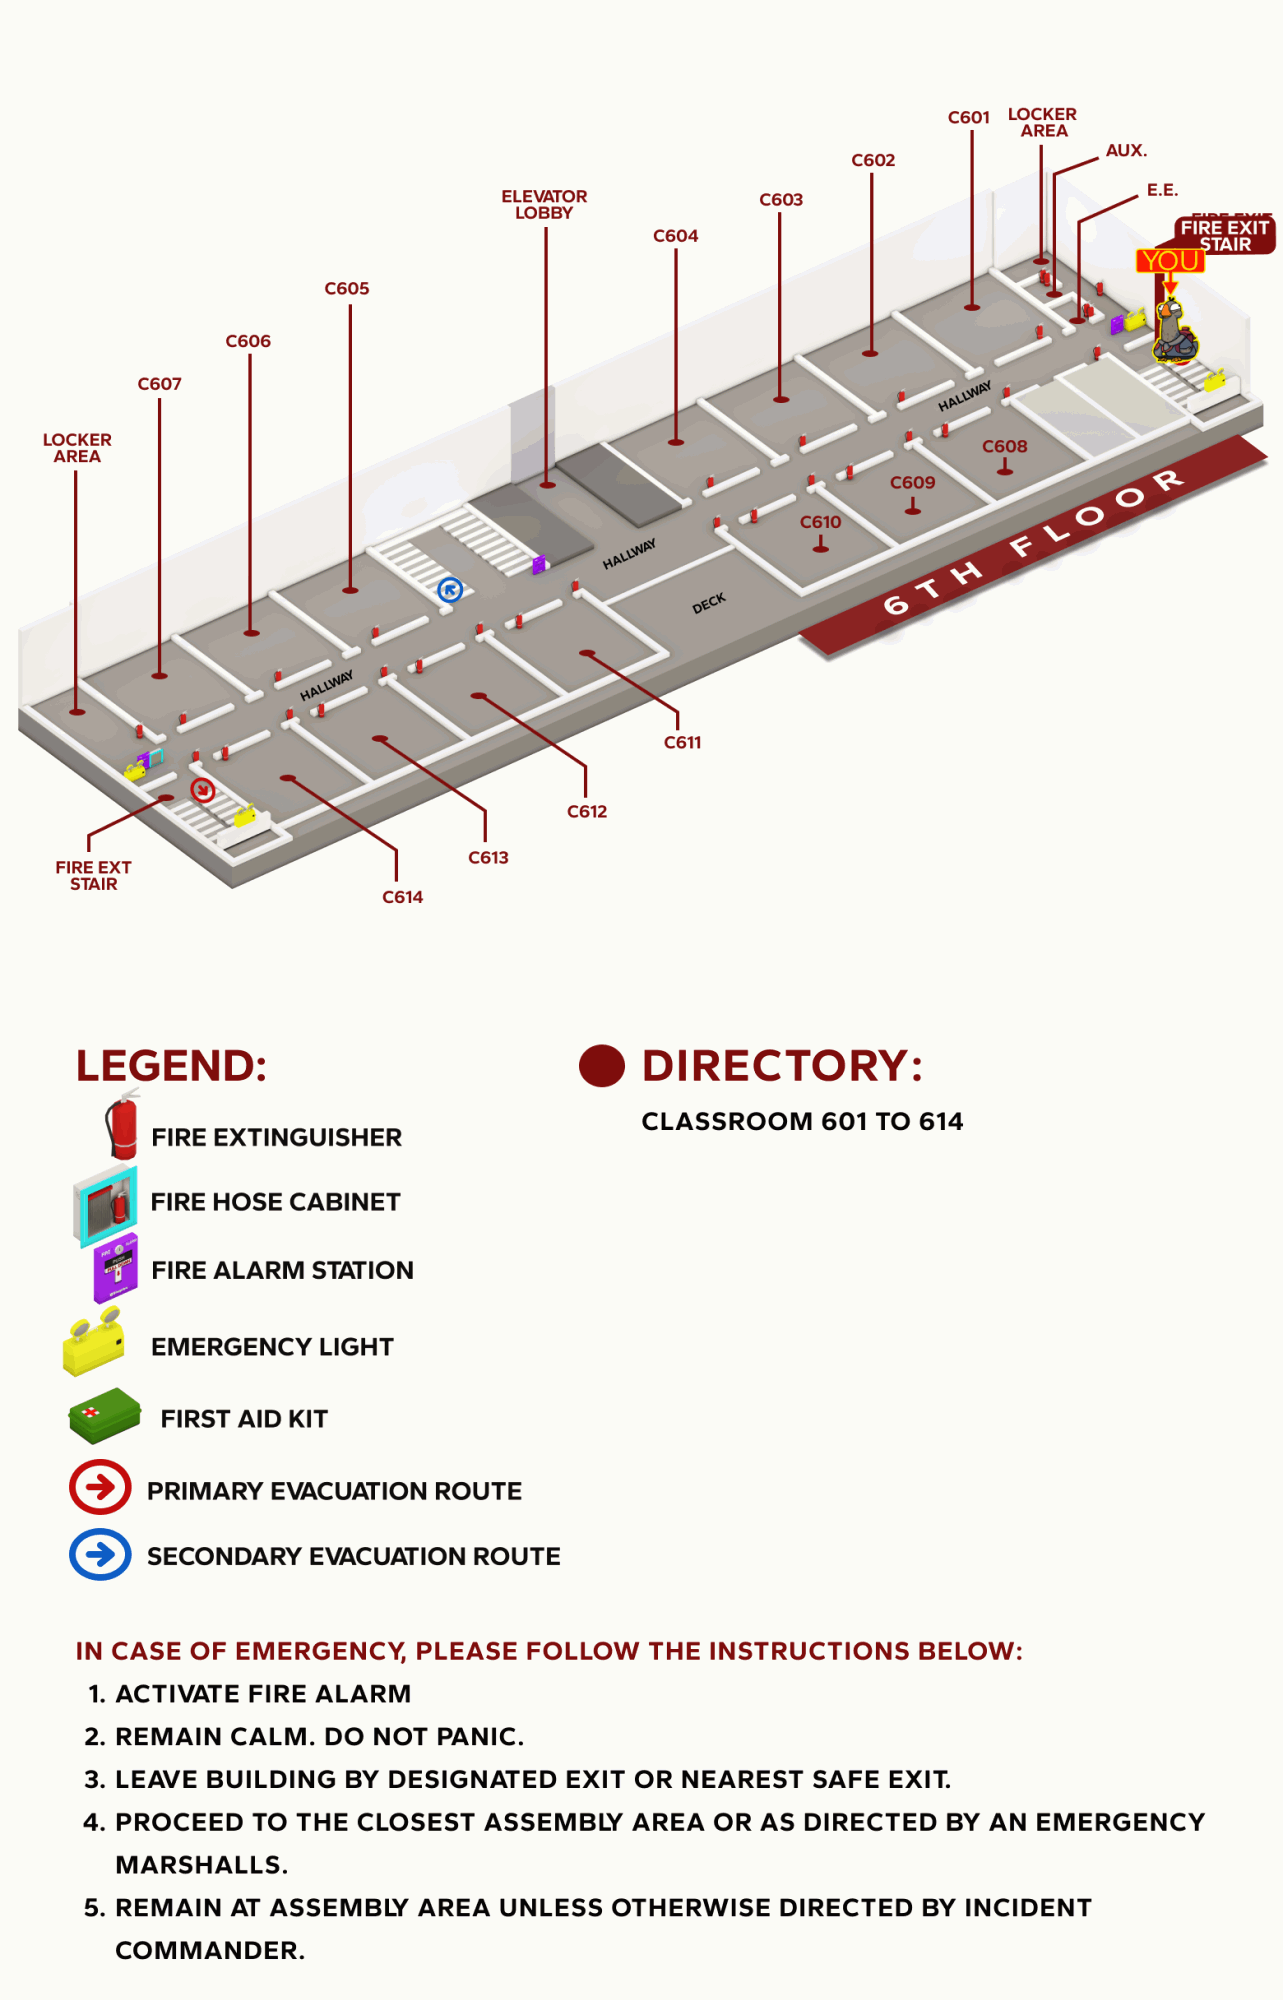 C601
LOCKER
AREA
AUX.
C602
E.E.
C603
ELEVATOR
LOBBY
FIRE EXIT
FIRE EXIT
STAIR
C604
YOU
C605
C606
C607
LOCKER
AREA
HALLWAY
C608
C609
C610
6TH FLOOR
HALLWAY
DECK
HALLWAY
C611
C612
C613
FIRE EXT
STAIR
C614
LEGEND:
FIRE EXTINGUISHER
FIRE HOSE CABINET
FIRE ALARM STATION
EMERGENCY LIGHT
FIRST AID KIT
PRIMARY EVACUATION ROUTE
SECONDARY EVACUATION ROUTE
DIRECTORY:
CLASSROOM 601 TO 614
IN CASE OF EMERGENCY, PLEASE FOLLOW THE INSTRUCTIONS BELOW:
1. ACTIVATE FIRE ALARM
2. REMAIN CALM. DO NOT PANIC.
3. LEAVE BUILDING BY DESIGNATED EXIT OR NEAREST SAFE EXIT.
4. PROCEED TO THE CLOSEST ASSEMBLY AREA OR AS DIRECTED BY AN EMERGENCY
MARSHALLS.
5. REMAIN AT ASSEMBLY AREA UNLESS OTHERWISE DIRECTED BY INCIDENT
COMMANDER.